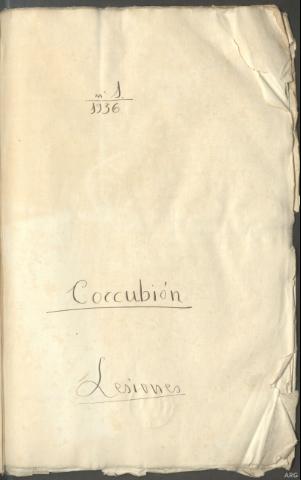 nº 1.
1936
Corcubión
Lesiones
ARG